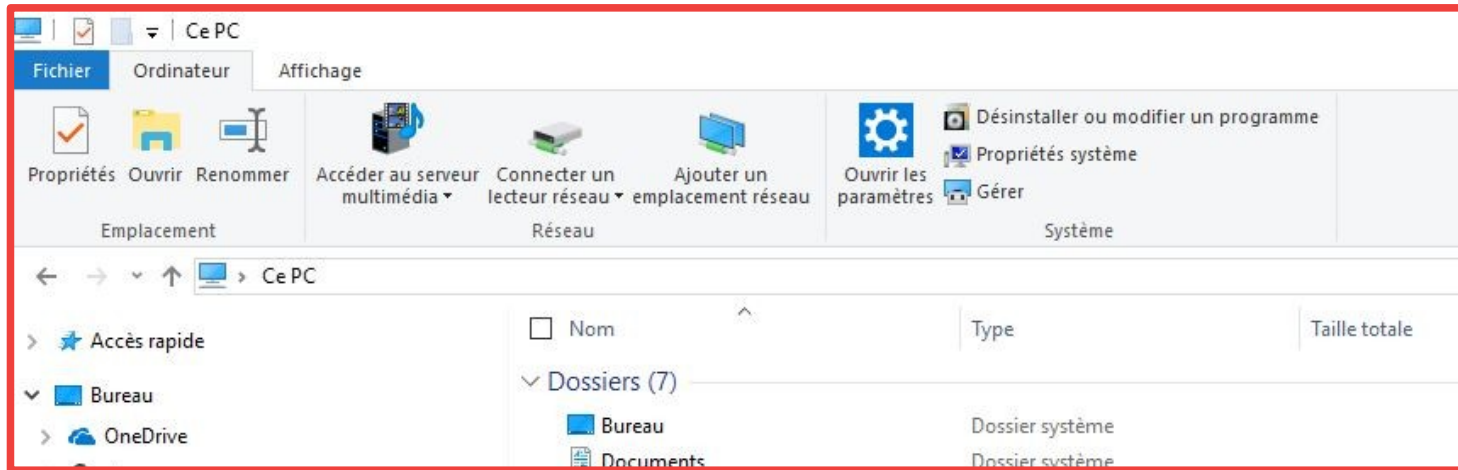 Ce PC
Fichier Ordinateur Affichage
Propriétés Ouvrir Renommer
Accéder au serveur
multimédia
Connecter un
lecteur réseau
Ajouter un
emplacement réseau
Ouvrir les
paramètres
Désinstaller ou modifier un programme
Propriétés système
Gérer
Emplacement Réseau Système
Ce PC
Accès rapide
Bureau
OneDrive
Nom Type Taille totale
Dossiers (7)
Bureau Dossier système
Documents Dossier système